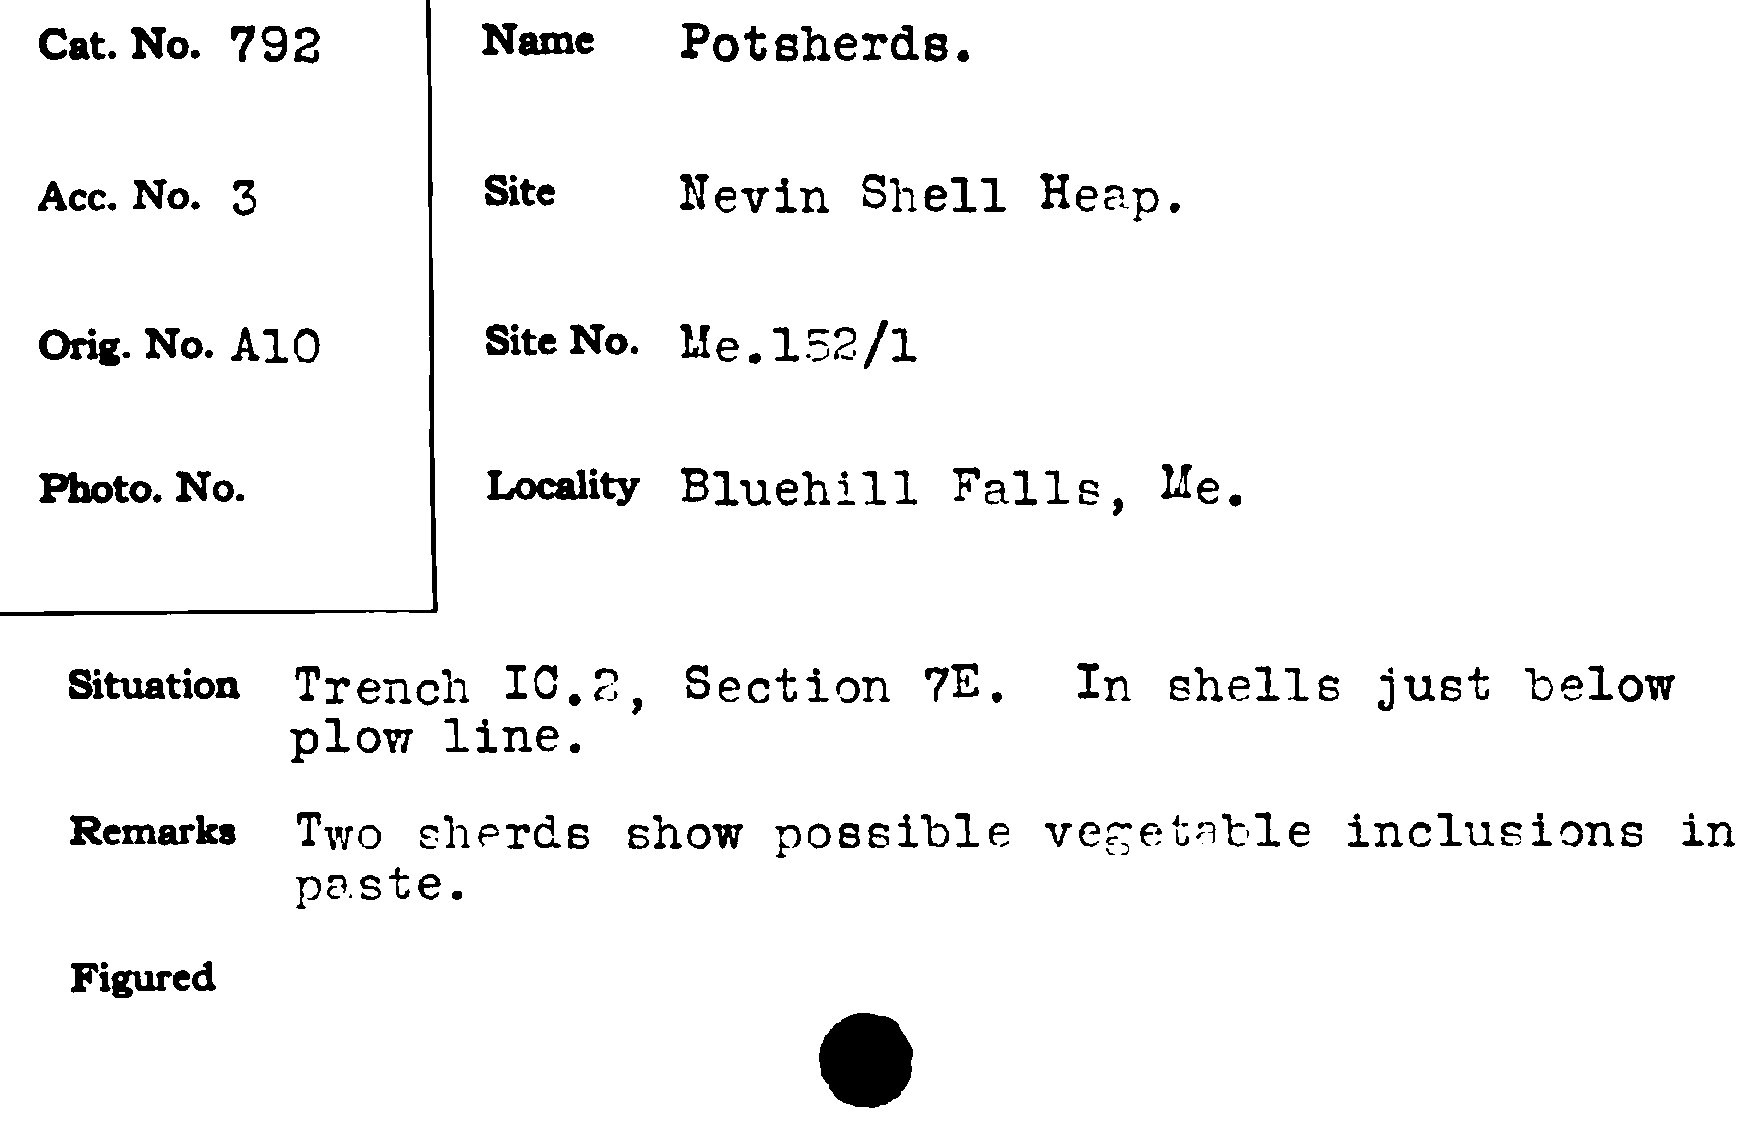 Cat. No. 792
Name Potsherds.
Acc. No. 3
Site Nevin Shell Heap.
Orig. No. A10
Site No. Me.152/1
Photo. No.
Locality Bluehill Falls, Me.
Situation Trench IC.2, Section 7E. In shells just below
plow line.
Remarks Two sherds show possible vegetable inclusions in
paste.
Figured